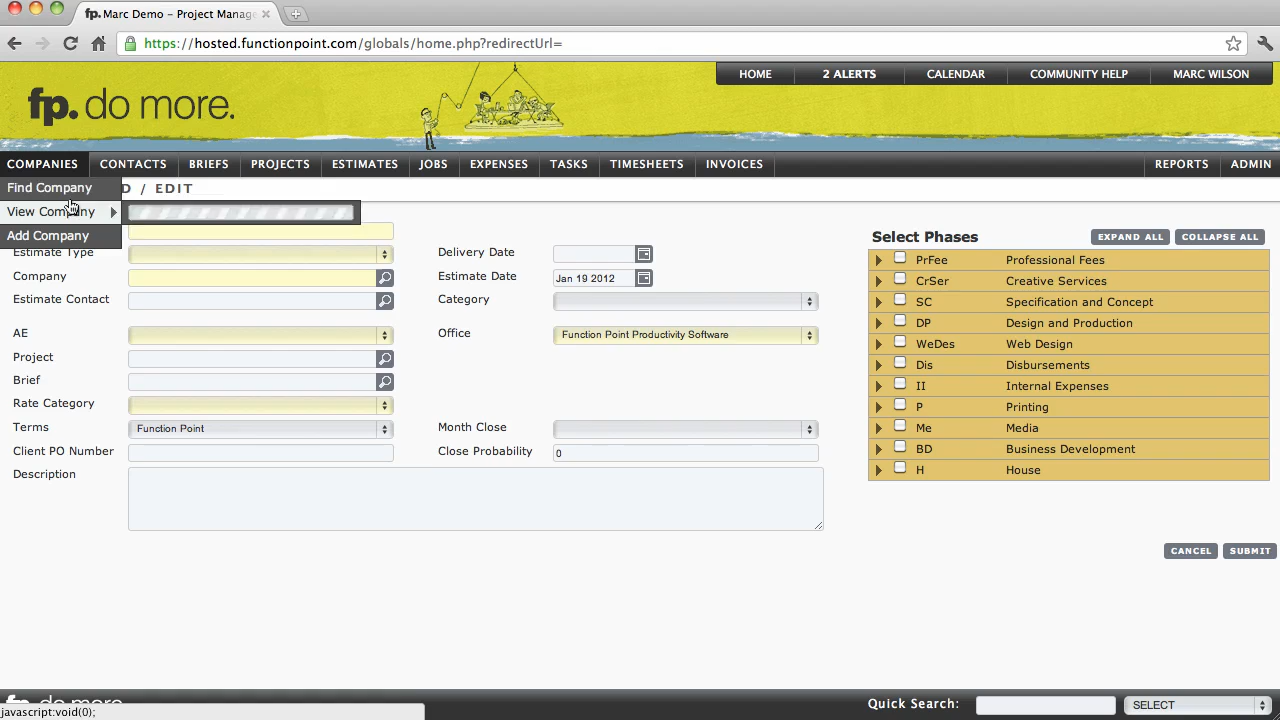 fp. Marc Demo – Project Manage
https://hosted.functionpoint.com/globals/home.php?redirectUrl=
HOME 2 ALERTS CALENDAR COMMUNITY HELP MARC WILSON
fp. do more.
COMPANIES CONTACTS BRIEFS PROJECTS ESTIMATES JOBS EXPENSES TASKS TIMESHEETS INVOICES REPORTS ADMIN
Find Company
D / EDIT
View Company
Add Company
Select Phases EXPAND ALL COLLAPSE ALL
Estimate Type
Delivery Date
Company
Estimate Date Jan 19 2012
Estimate Contact
Category
AE
Office Function Point Productivity Software
Project
Brief
Rate Category
Terms Function Point
Month Close
Client PO Number
Close Probability 0
Description
PrFee Professional Fees
CrSer Creative Services
SC Specification and Concept
DP Design and Production
WeDes Web Design
Dis Disbursements
II Internal Expenses
P Printing
Me Media
BD Business Development
H House
CANCEL SUBMIT
fp. do more.
Quick Search: SELECT
javascript:void(0);